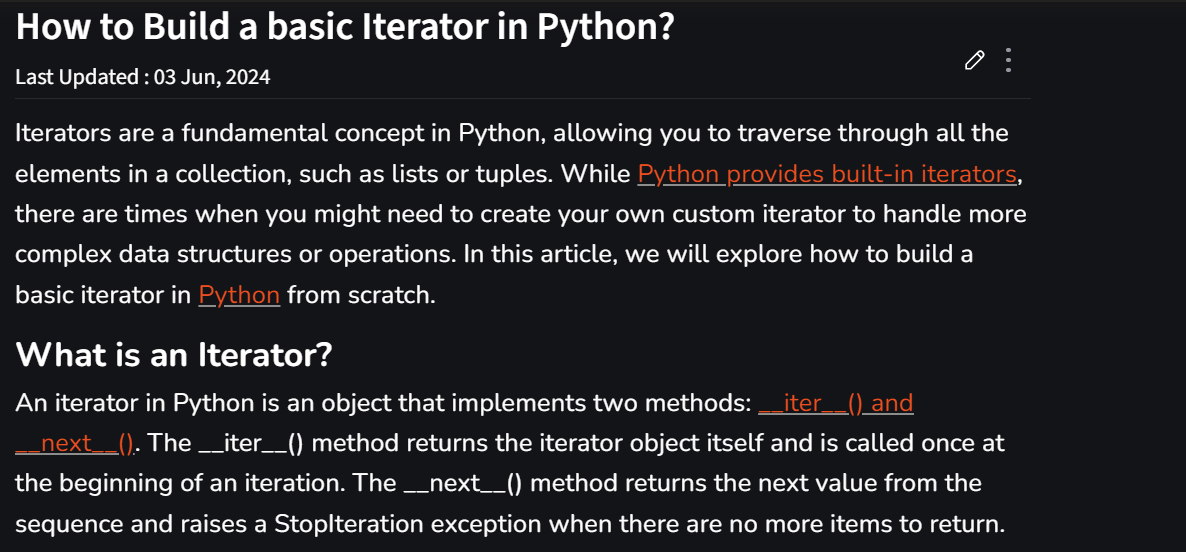 How to Build a basic Iterator in Python?
Last Updated : 03 Jun, 2024
Iterators are a fundamental concept in Python, allowing you to traverse through all the
elements in a collection, such as lists or tuples. While Python provides built-in iterators,
there are times when you might need to create your own custom iterator to handle more
complex data structures or operations. In this article, we will explore how to build a
basic iterator in Python from scratch.
What is an Iterator?
An iterator in Python is an object that implements two methods: __iter__() and
__next__(). The __iter__() method returns the iterator object itself and is called once at
the beginning of an iteration. The __next__() method returns the next value from the
sequence and raises a StopIteration exception when there are no more items to return.